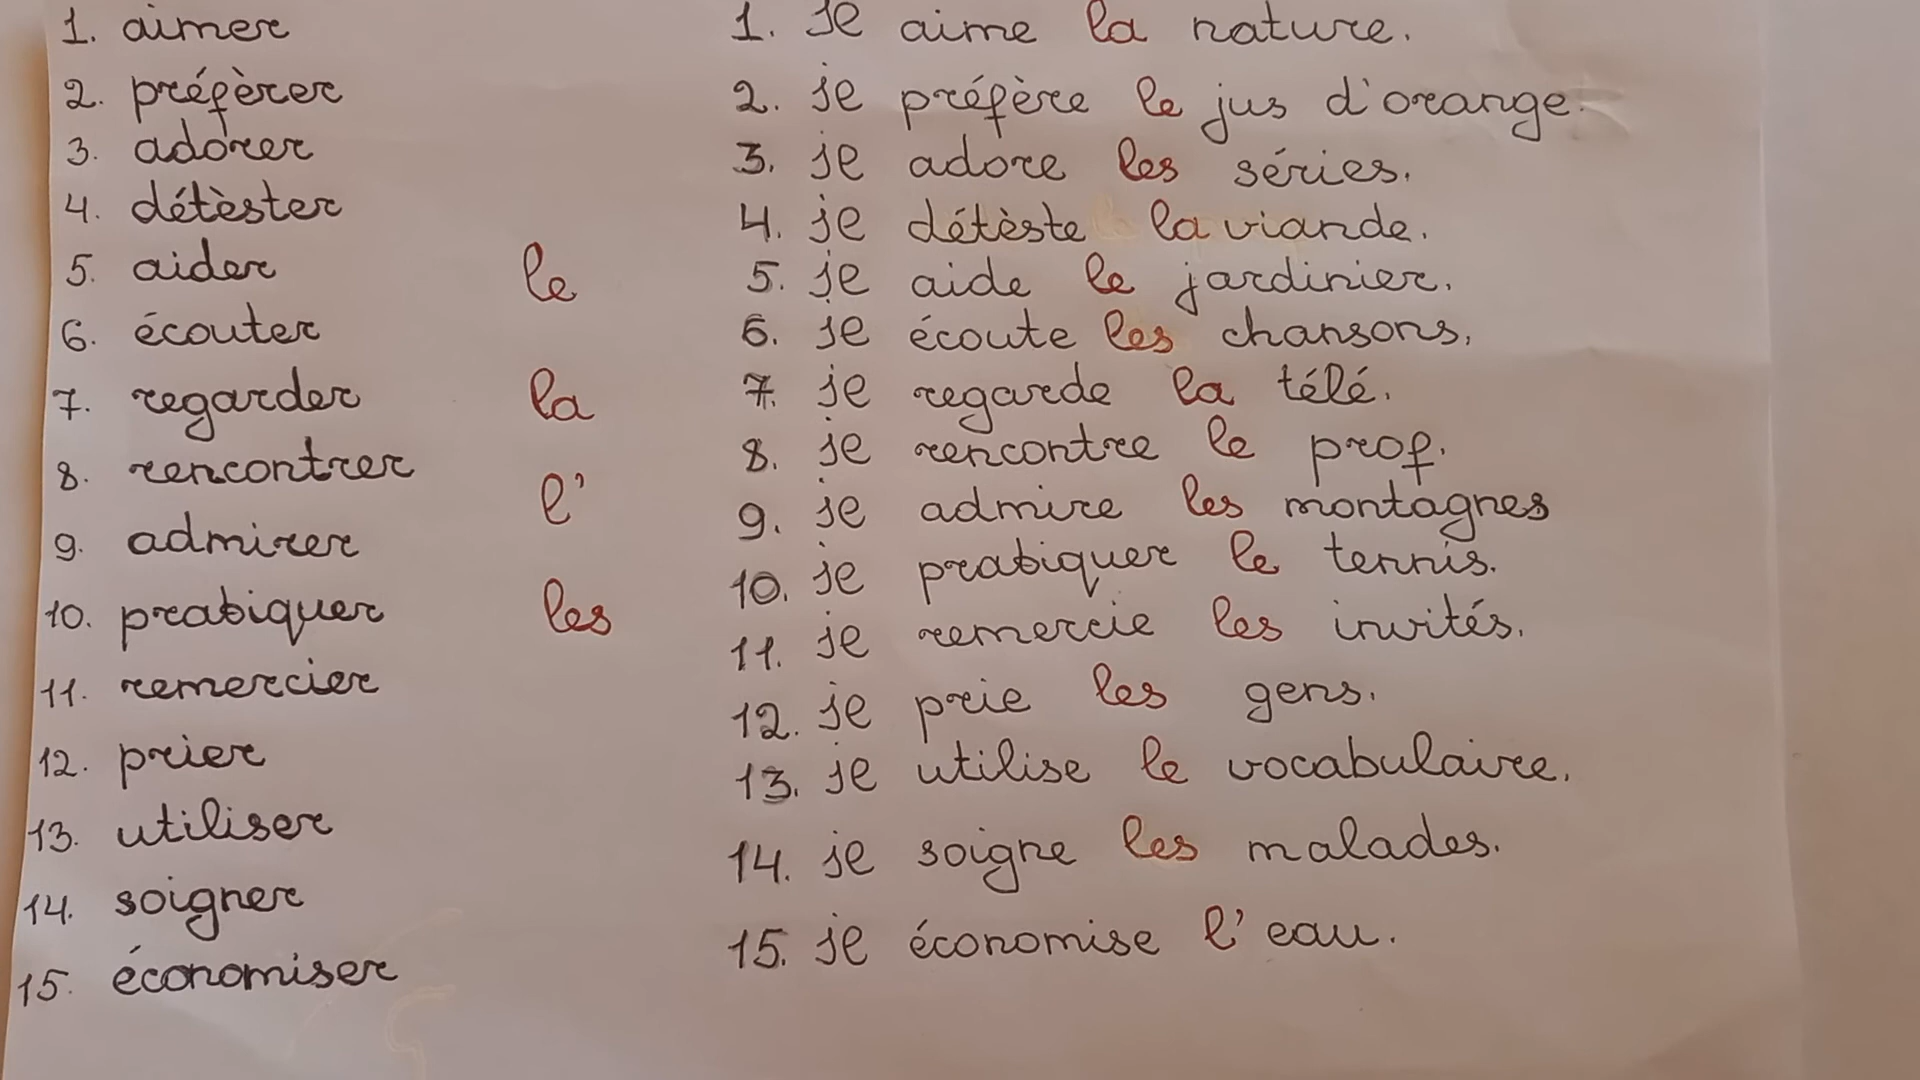 1. aimer
2. préfèrer
3. adorer
4. détèster
5. aider
6. écouter
7. regarder
8. rencontrer
9. admirer
10. pratiquer
11. remercier
12. prier
13. utiliser
14. soigner
15. économiser
le
la
l'
les
1. je aime la nature.
2. je préfère le jus d'orange.
3. je adore les séries.
4. je détèste la viande.
5. je aide le jardinier.
6. je écoute les chansons.
7. je regarde la télé.
8. je rencontre le prof.
9. je admire les montagnes
10. je pratiquer le tennis.
11. je remercie les invités.
12. je prie les gens.
13. je utilise le vocabulaire.
14. je soigne les malades.
15. je économise l'eau.